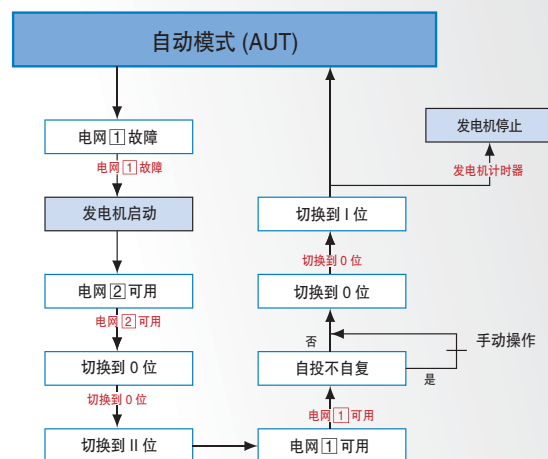 自动模式 (AUT)
电网 1 故障
电网 1 故障
发电机启动
电网 2 可用
电网 2 可用
切换到 0 位
切换到 0 位
切换到 II 位
电网 1 可用
电网 1 可用
自投不自复
是
手动操作
否
切换到 0 位
切换到 0 位
切换到 I 位
发电机计时器
发电机停止